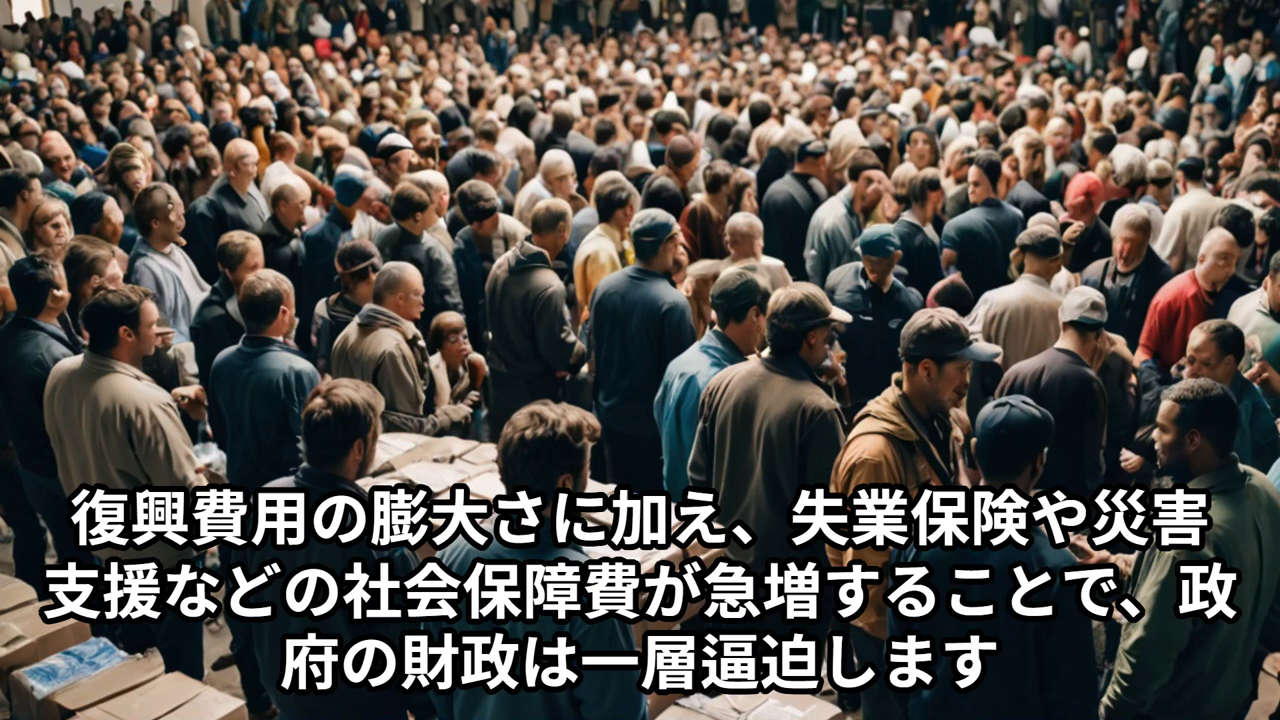 復興費用の膨大さに加え、失業保険や災害
支援などの社会保障費が急増することで、政
府の財政は一層逼迫します